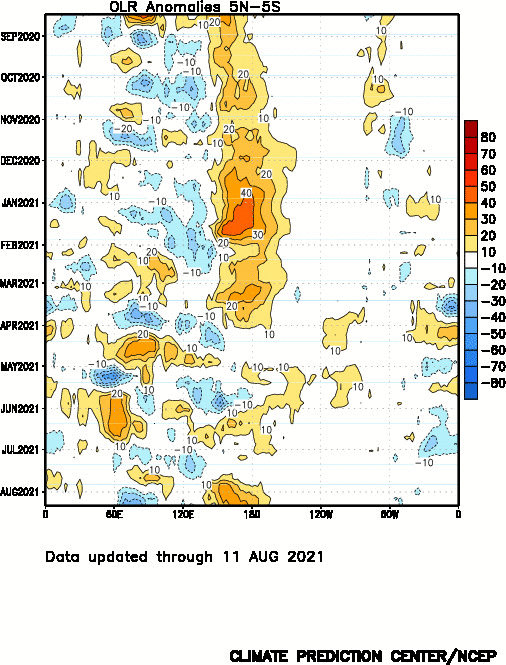 OLR Anomalies 5N-5S
SEP2020
OCT2020
NOV2020
DEC2020
JAN2021
FEB2021
MAR2021
APR2021
MAY2021
JUN2021
JUL2021
AUG2021
0 60E 120E 180 120W 60W 0
80
70
60
50
40
30
20
10
-10
-20
-30
-40
-50
-60
-70
-80
Data updated through 11 AUG 2021
CLIMATE PREDICTION CENTER/NCEP